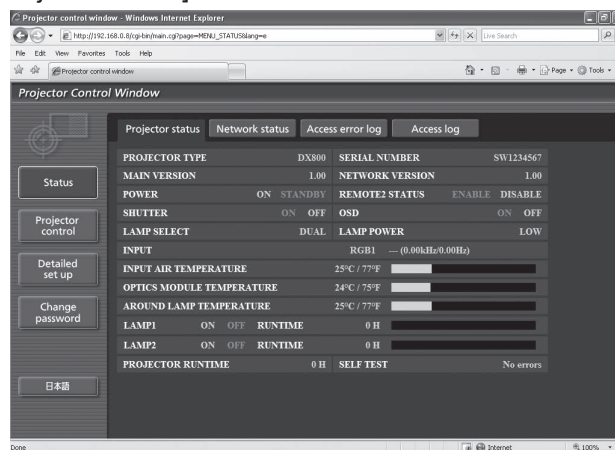 Projector control window - Windows Internet Explorer
http://192.168.0.8/cgi-bin/main.cgi?page=MENU_STATUS&lang=e
Live Search
File Edit View Favorites Tools Help
Projector control window
Page Tools
Projector Control Window
Projector status Network status Access error log Access log
Status
Projector control
Detailed set up
Change password
日本語
PROJECTOR TYPE DX800 SERIAL NUMBER SW1234567
MAIN VERSION 1.00 NETWORK VERSION 1.00
POWER ON STANDBY REMOTE2 STATUS ENABLE DISABLE
SHUTTER ON OFF OSD ON OFF
LAMP SELECT DUAL LAMP POWER LOW
INPUT RGB1 — (0.00kHz/0.00Hz)
INPUT AIR TEMPERATURE 25°C / 77°F
OPTICS MODULE TEMPERATURE 24°C / 75°F
AROUND LAMP TEMPERATURE 25°C / 77°F
LAMP1 ON OFF RUNTIME 0 H
LAMP2 ON OFF RUNTIME 0 H
PROJECTOR RUNTIME 0 H SELF TEST No errors
Done Internet 100%